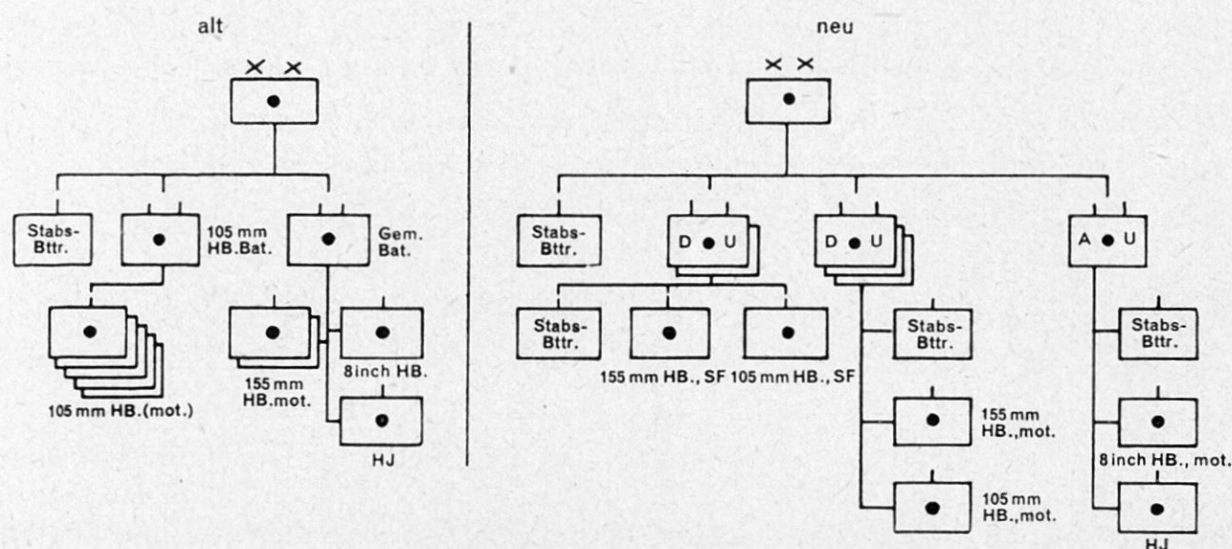 alt
neu
Stabs-
Bttr.
105 mm
HB.Bat.
Gem.
Bat.
105 mm HB.(mot.)
155 mm
HB.mot.
8inch HB.
HJ
Stabs-
Bttr.
D U
D U
A U
Stabs-
Bttr.
155 mm HB., SF
105 mm HB., SF
Stabs-
Bttr.
155 mm
HB.,mot.
105 mm
HB.,mot.
Stabs-
Bttr.
8inch HB., mot.
HJ